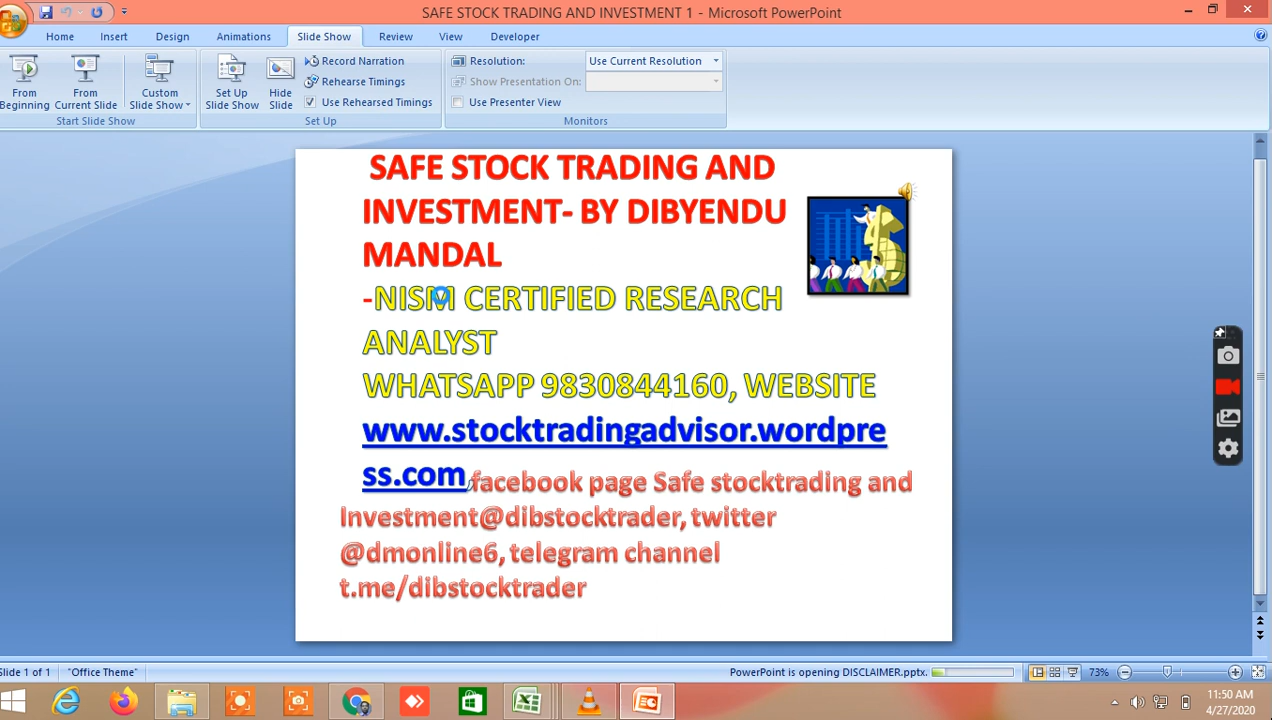 SAFE STOCK TRADING AND INVESTMENT 1 - Microsoft PowerPoint
Home Insert Design Animations Slide Show Review View Developer
From Beginning
From Current Slide
Custom Slide Show
Set Up Slide Show
Hide Slide
Record Narration
Rehearse Timings
Use Rehearsed Timings
Resolution: Use Current Resolution
Show Presentation On:
Use Presenter View
Start Slide Show Set Up Monitors
SAFE STOCK TRADING AND
INVESTMENT- BY DIBYENDU
MANDAL
-NISM CERTIFIED RESEARCH
ANALYST
WHATSAPP 9830844160, WEBSITE
www.stocktradingadvisor.wordpre
ss.com,facebook page Safe stocktrading and
Investment@dibstocktrader, twitter
@dmonline6, telegram channel
t.me/dibstocktrader
Slide 1 of 1 "Office Theme" PowerPoint is opening DISCLAIMER.pptx. 73%
11:50 AM
4/27/2020